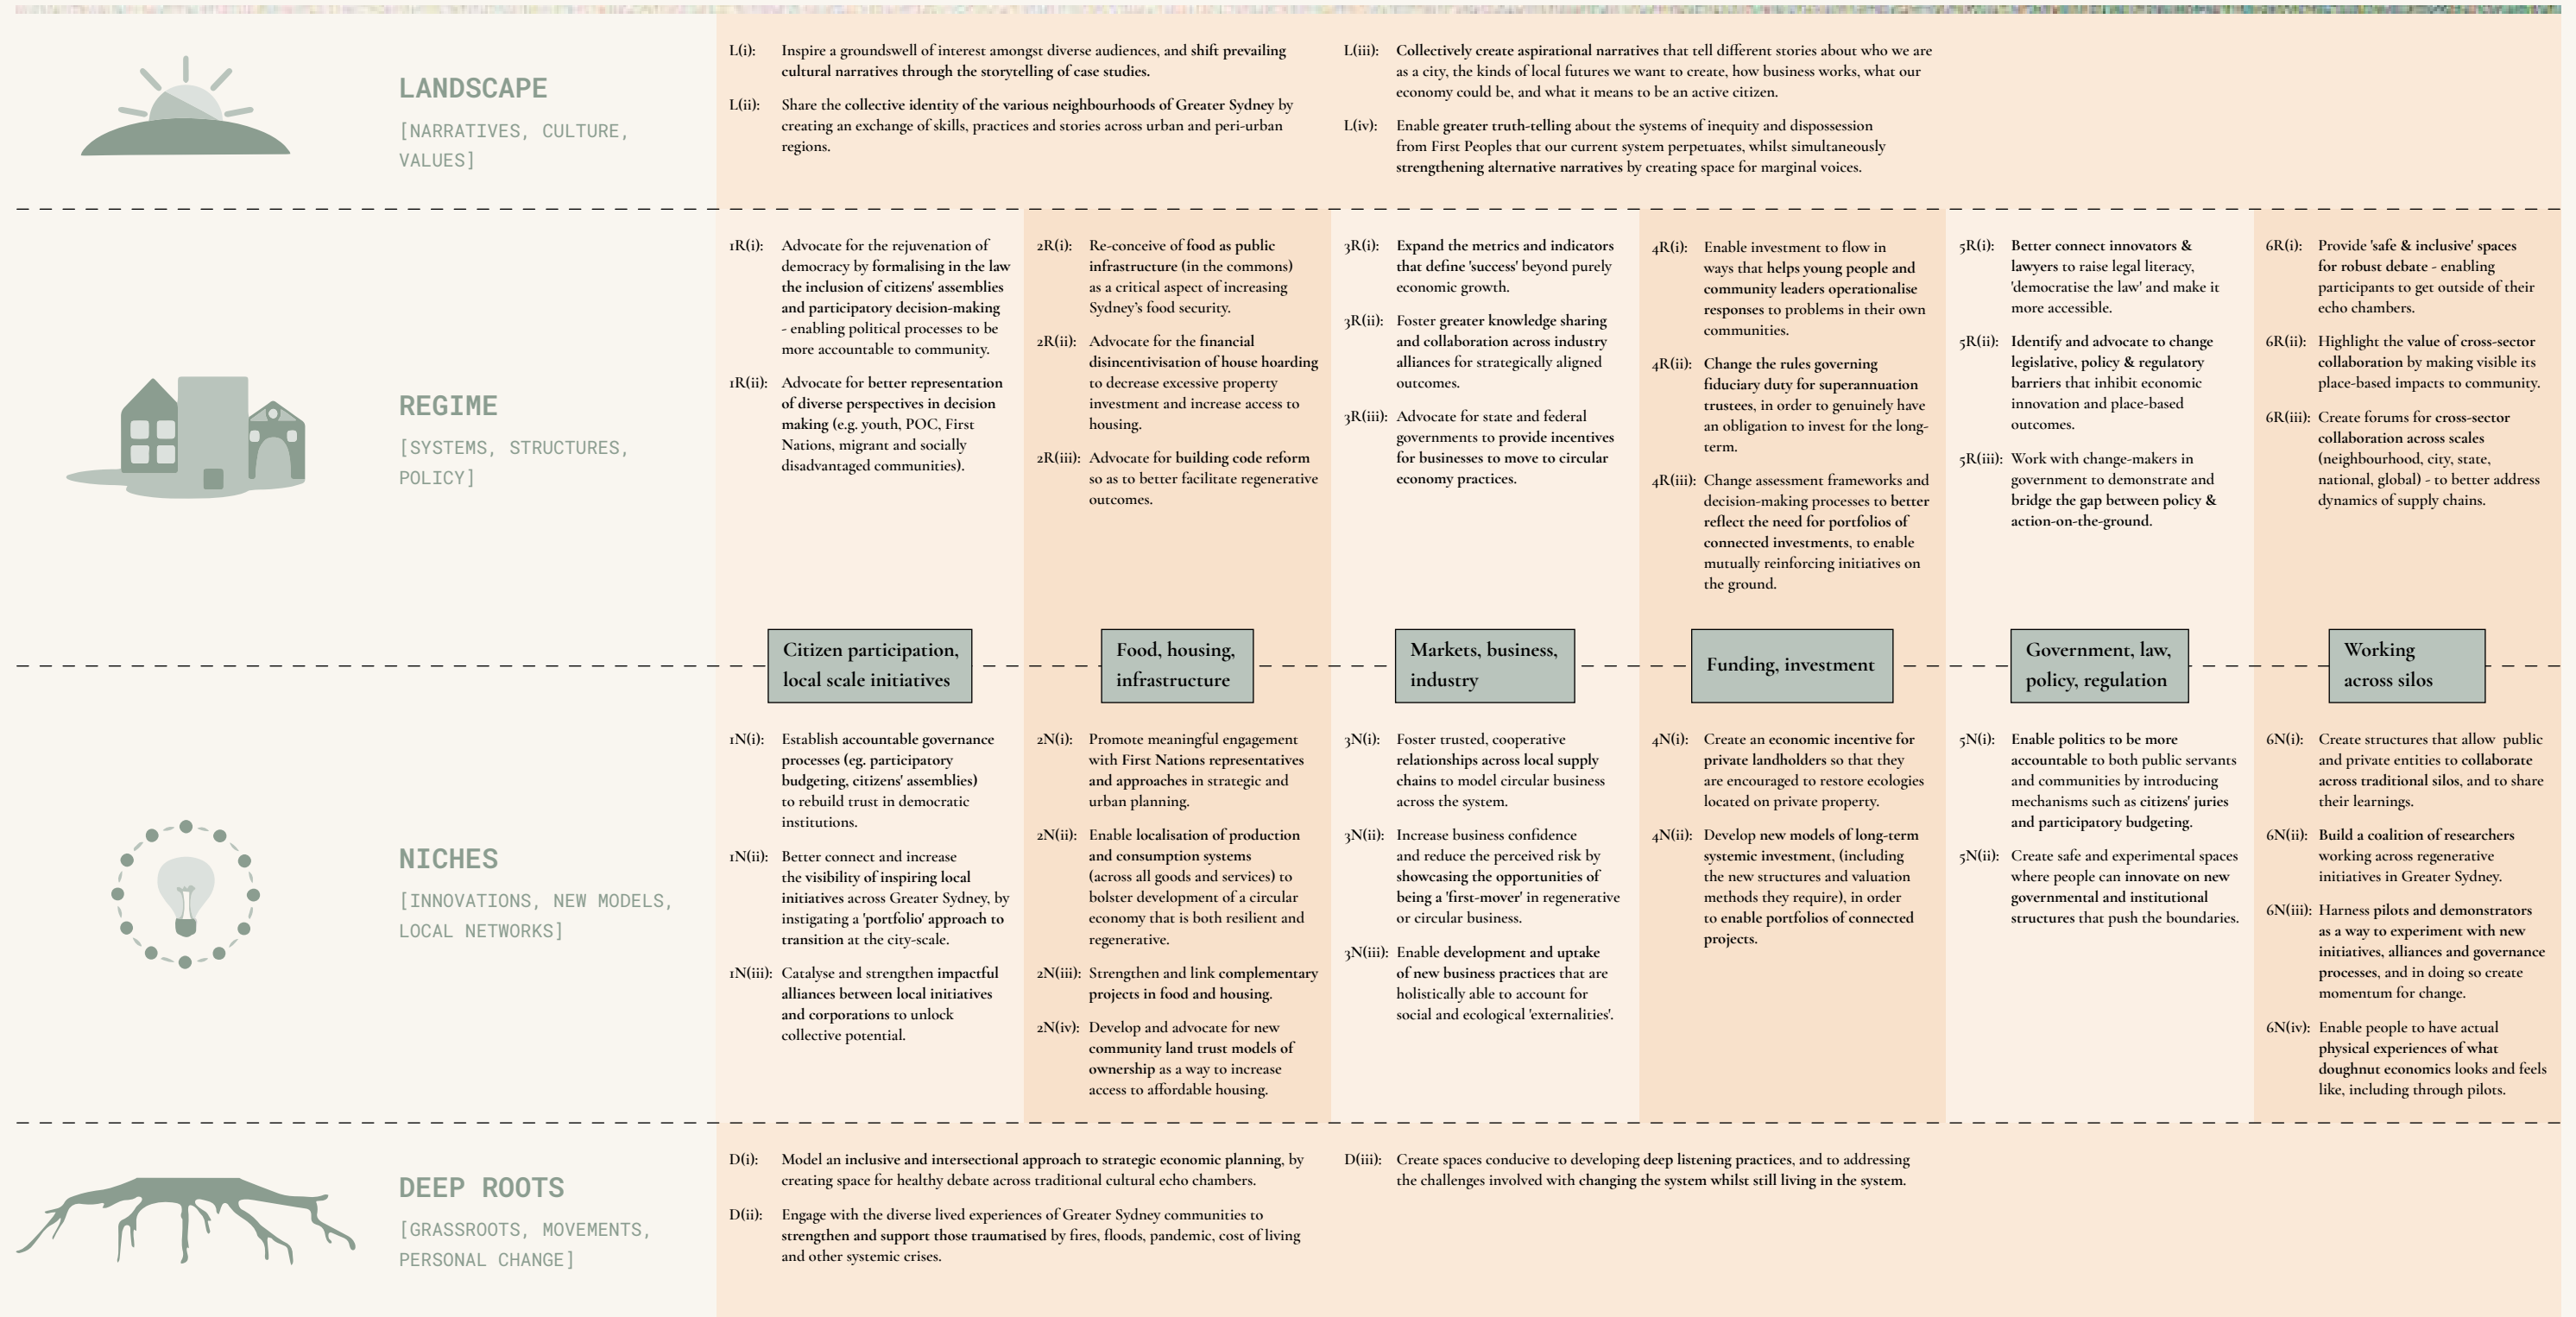 LANDSCAPE
[NARRATIVES, CULTURE,
VALUES]
L(i): Inspire a groundswell of interest amongst diverse audiences, and shift prevailing
cultural narratives through the storytelling of case studies.
L(ii): Share the collective identity of the various neighbourhoods of Greater Sydney by
creating an exchange of skills, practices and stories across urban and peri-urban
regions.
L(iii): Collectively create aspirational narratives that tell different stories about who we are
as a city, the kinds of local futures we want to create, how business works, what our
economy could be, and what it means to be an active citizen.
L(iv): Enable greater truth-telling about the systems of inequity and dispossession
from First Peoples that our current system perpetuates, whilst simultaneously
strengthening alternative narratives by creating space for marginal voices.
REGIME
[SYSTEMS, STRUCTURES,
POLICY]
1R(i): Advocate for the rejuvenation of
democracy by formalising in the law
the inclusion of citizens' assemblies
and participatory decision-making
- enabling political processes to be
more accountable to community.
1R(ii): Advocate for better representation
of diverse perspectives in decision
making (e.g. youth, POC, First
Nations, migrant and socially
disadvantaged communities).
2R(i): Re-conceive of food as public
infrastructure (in the commons)
as a critical aspect of increasing
Sydney's food security.
2R(ii): Advocate for the financial
disincentivisation of house hoarding
to decrease excessive property
investment and increase access to
housing.
2R(iii): Advocate for building code reform
so as to better facilitate regenerative
outcomes.
3R(i): Expand the metrics and indicators
that define 'success' beyond purely
economic growth.
3R(ii): Foster greater knowledge sharing
and collaboration across industry
alliances for strategically aligned
outcomes.
3R(iii): Advocate for state and federal
governments to provide incentives
for businesses to move to circular
economy practices.
4R(i): Enable investment to flow in
ways that helps young people and
community leaders operationalise
responses to problems in their own
communities.
4R(ii): Change the rules governing
fiduciary duty for superannuation
trustees, in order to genuinely have
an obligation to invest for the long-
term.
4R(iii): Change assessment frameworks and
decision-making processes to better
reflect the need for portfolios of
connected investments, to enable
mutually reinforcing initiatives on
the ground.
5R(i): Better connect innovators &
lawyers to raise legal literacy,
'democratise the law' and make it
more accessible.
5R(ii): Identify and advocate to change
legislative, policy & regulatory
barriers that inhibit economic
innovation and place-based
outcomes.
5R(iii): Work with change-makers in
government to demonstrate and
bridge the gap between policy &
action-on-the-ground.
6R(i): Provide 'safe & inclusive' spaces
for robust debate - enabling
participants to get outside of their
echo chambers.
6R(ii): Highlight the value of cross-sector
collaboration by making visible its
place-based impacts to community.
6R(iii): Create forums for cross-sector
collaboration across scales
(neighbourhood, city, state,
national, global) - to better address
dynamics of supply chains.
Citizen participation,
local scale initiatives
Food, housing,
infrastructure
Markets, business,
industry
Funding, investment
Government, law,
policy, regulation
Working
across silos
NICHES
[INNOVATIONS, NEW MODELS,
LOCAL NETWORKS]
1N(i): Establish accountable governance
processes (eg. participatory
budgeting, citizens' assemblies)
to rebuild trust in democratic
institutions.
1N(ii): Better connect and increase
the visibility of inspiring local
initiatives across Greater Sydney, by
instigating a 'portfolio' approach to
transition at the city-scale.
1N(iii): Catalyse and strengthen impactful
alliances between local initiatives
and corporations to unlock
collective potential.
2N(i): Promote meaningful engagement
with First Nations representatives
and approaches in strategic and
urban planning.
2N(ii): Enable localisation of production
and consumption systems
(across all goods and services) to
bolster development of a circular
economy that is both resilient and
regenerative.
2N(iii): Strengthen and link complementary
projects in food and housing.
2N(iv): Develop and advocate for new
community land trust models of
ownership as a way to increase
access to affordable housing.
3N(i): Foster trusted, cooperative
relationships across local supply
chains to model circular business
across the system.
3N(ii): Increase business confidence
and reduce the perceived risk by
showcasing the opportunities of
being a 'first-mover' in regenerative
or circular business.
3N(iii): Enable development and uptake
of new business practices that are
holistically able to account for
social and ecological 'externalities'.
4N(i): Create an economic incentive for
private landholders so that they
are encouraged to restore ecologies
located on private property.
4N(ii): Develop new models of long-term
systemic investment, (including
the new structures and valuation
methods they require), in order
to enable portfolios of connected
projects.
5N(i): Enable politics to be more
accountable to both public servants
and communities by introducing
mechanisms such as citizens' juries
and participatory budgeting.
5N(ii): Create safe and experimental spaces
where people can innovate on new
governmental and institutional
structures that push the boundaries.
6N(i): Create structures that allow public
and private entities to collaborate
across traditional silos, and to share
their learnings.
6N(ii): Build a coalition of researchers
working across regenerative
initiatives in Greater Sydney.
6N(iii): Harness pilots and demonstrators
as a way to experiment with new
initiatives, alliances and governance
processes, and in doing so create
momentum for change.
6N(iv): Enable people to have actual
physical experiences of what
doughnut economics looks and feels
like, including through pilots.
DEEP ROOTS
[GRASSROOTS, MOVEMENTS,
PERSONAL CHANGE]
D(i): Model an inclusive and intersectional approach to strategic economic planning, by
creating space for healthy debate across traditional cultural echo chambers.
D(ii): Engage with the diverse lived experiences of Greater Sydney communities to
strengthen and support those traumatised by fires, floods, pandemic, cost of living
and other systemic crises.
D(iii): Create spaces conducive to developing deep listening practices, and to addressing
the challenges involved with changing the system whilst still living in the system.